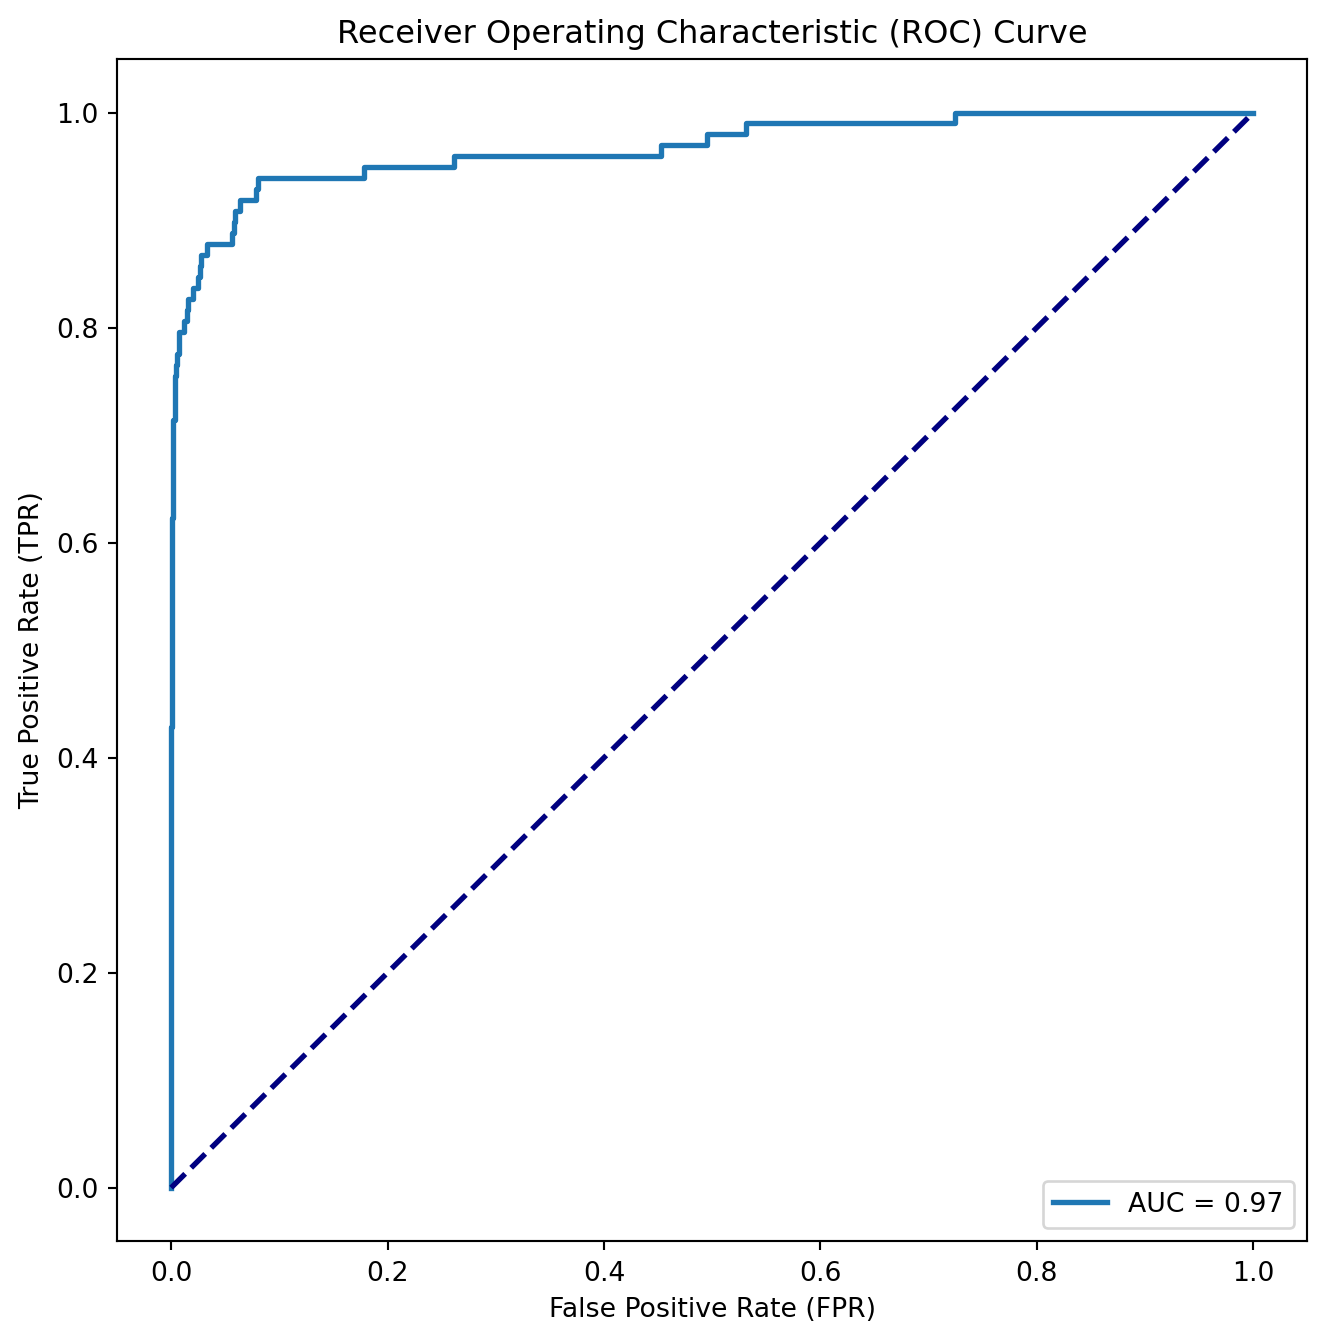 Receiver Operating Characteristic (ROC) Curve
True Positive Rate (TPR)
1.0
0.8
0.6
0.4
0.2
0.0
AUC = 0.97
0.0 0.2 0.4 0.6 0.8 1.0
False Positive Rate (FPR)